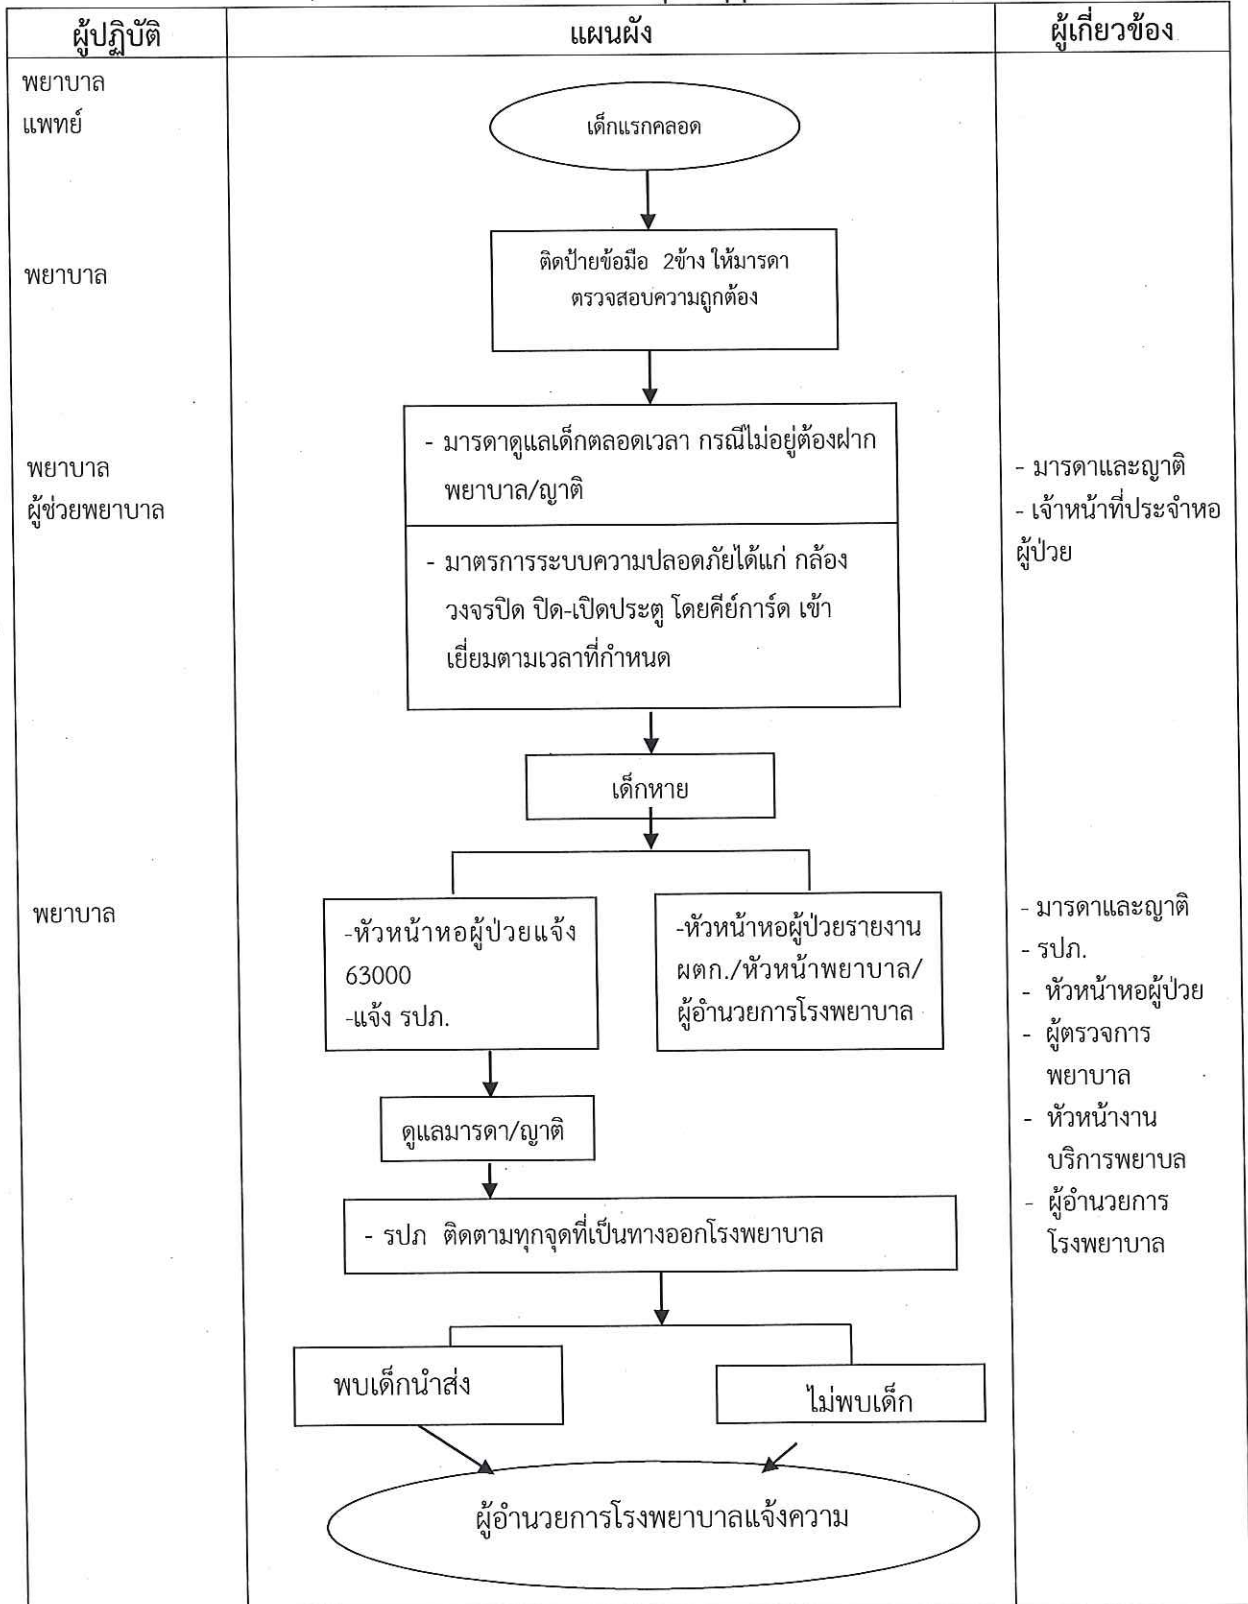 ผู้ปฏิบัติ
แผนผัง
ผู้เกี่ยวข้อง
พยาบาล
แพทย์
เด็กแรกคลอด
พยาบาล
ติดป้ายข้อมือ 2ข้าง ให้มารดา
ตรวจสอบความถูกต้อง
พยาบาล
ผู้ช่วยพยาบาล
- มารดาดูแลเด็กตลอดเวลา กรณีไม่อยู่ต้องฝาก
พยาบาล/ญาติ
- มาตรการระบบความปลอดภัยได้แก่ กล้อง
วงจรปิด ปิด-เปิดประตู โดยคีย์การ์ด เข้า
เยี่ยมตามเวลาที่กำหนด
- มารดาและญาติ
- เจ้าหน้าที่ประจำหอ
ผู้ป่วย
เด็กหาย
พยาบาล
-หัวหน้าหอผู้ป่วยแจ้ง
63000
-แจ้ง รปภ.
-หัวหน้าหอผู้ป่วยรายงาน
ผตก./หัวหน้าพยาบาล/
ผู้อำนวยการโรงพยาบาล
- มารดาและญาติ
- รปภ.
- หัวหน้าหอผู้ป่วย
- ผู้ตรวจการ
พยาบาล
- หัวหน้างาน
บริการพยาบล
- ผู้อำนวยการ
โรงพยาบาล
ดูแลมารดา/ญาติ
- รปภ ติดตามทุกจุดที่เป็นทางออกโรงพยาบาล
พบเด็กนำส่ง
ไม่พบเด็ก
ผู้อำนวยการโรงพยาบาลแจ้งความ